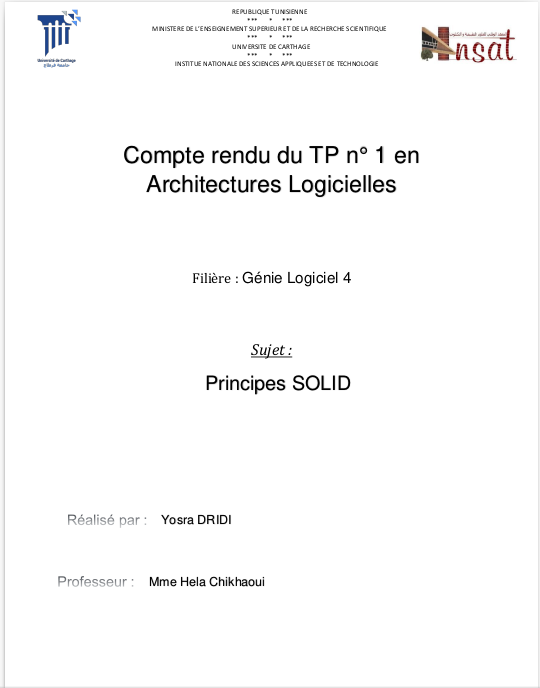 REPUBLIQUE TUNISIENNE
*** * ***
MINISTERE DE L'ENSEIGNEMENT SUPERIEUR ET DE LA RECHERCHE SCIENTIFIQUE
*** * ***
UNIVERSITE DE CARTHAGE
*** * ***
INSTITUE NATIONALE DES SCIENCES APPLIQUEES ET DE TECHNOLOGIE
Université de Carthage
جامعة قرطاج
Insat
Compte rendu du TP n° 1 en
Architectures Logicielles
Filière : Génie Logiciel 4
Sujet :
Principes SOLID
Réalisé par : Yosra DRIDI
Professeur : Mme Hela Chikhaoui